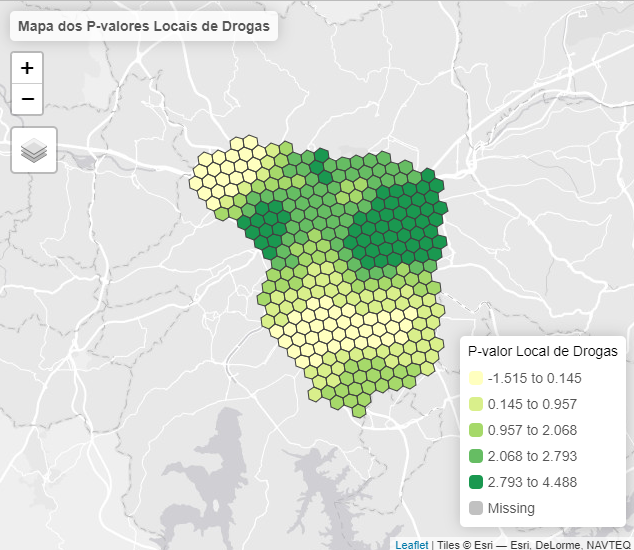 Mapa dos P-valores Locais de Drogas
+
−
P-valor Local de Drogas
-1.515 to 0.145
0.145 to 0.957
0.957 to 2.068
2.068 to 2.793
2.793 to 4.488
Missing
Leaflet | Tiles © Esri — Esri, DeLorme, NAVTEQ